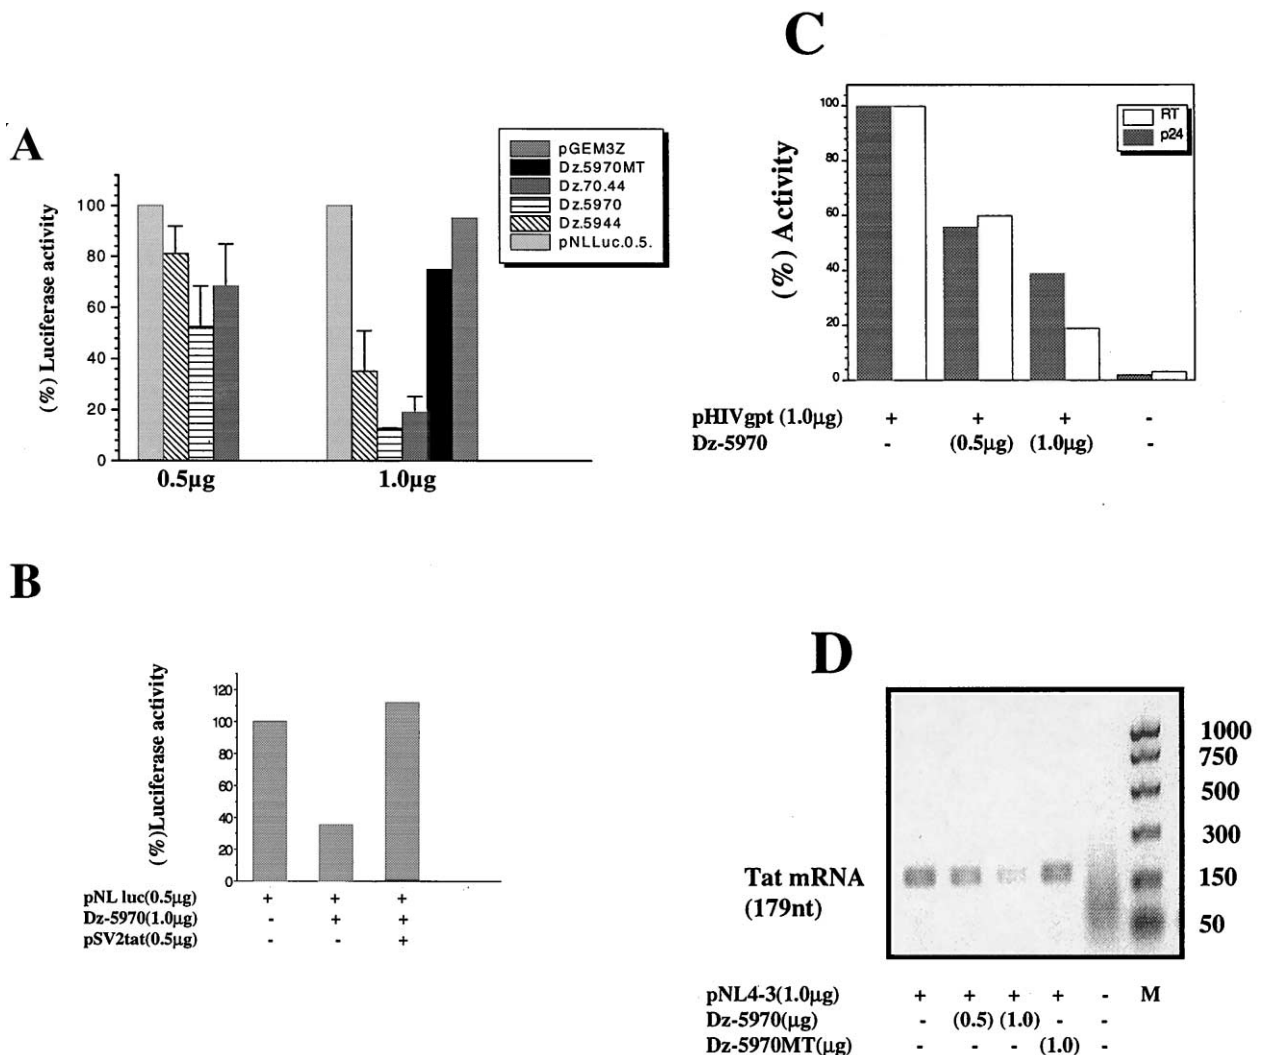 A
(%) Luciferase activity
100
80
60
40
20
0
0.5µg
1.0µg
pGEM3Z
Dz.5970MT
Dz.70.44
Dz.5970
Dz.5944
pNLLuc.0.5.
B
(%)Luciferase activity
120
100
80
60
40
20
0
pNL luc(0.5µg) + + +
Dz-5970(1.0µg) - + +
pSV2tat(0.5µg) - - +
C
(%) Activity
100
80
60
40
20
0
RT
p24
pHIVgpt (1.0µg) + + + -
Dz-5970 - (0.5µg) (1.0µg) -
D
1000
750
500
300
150
50
Tat mRNA
(179nt)
pNL4-3(1.0µg) + + + + - M
Dz-5970(µg) - (0.5) (1.0) - -
Dz-5970MT(µg) - - - (1.0) -